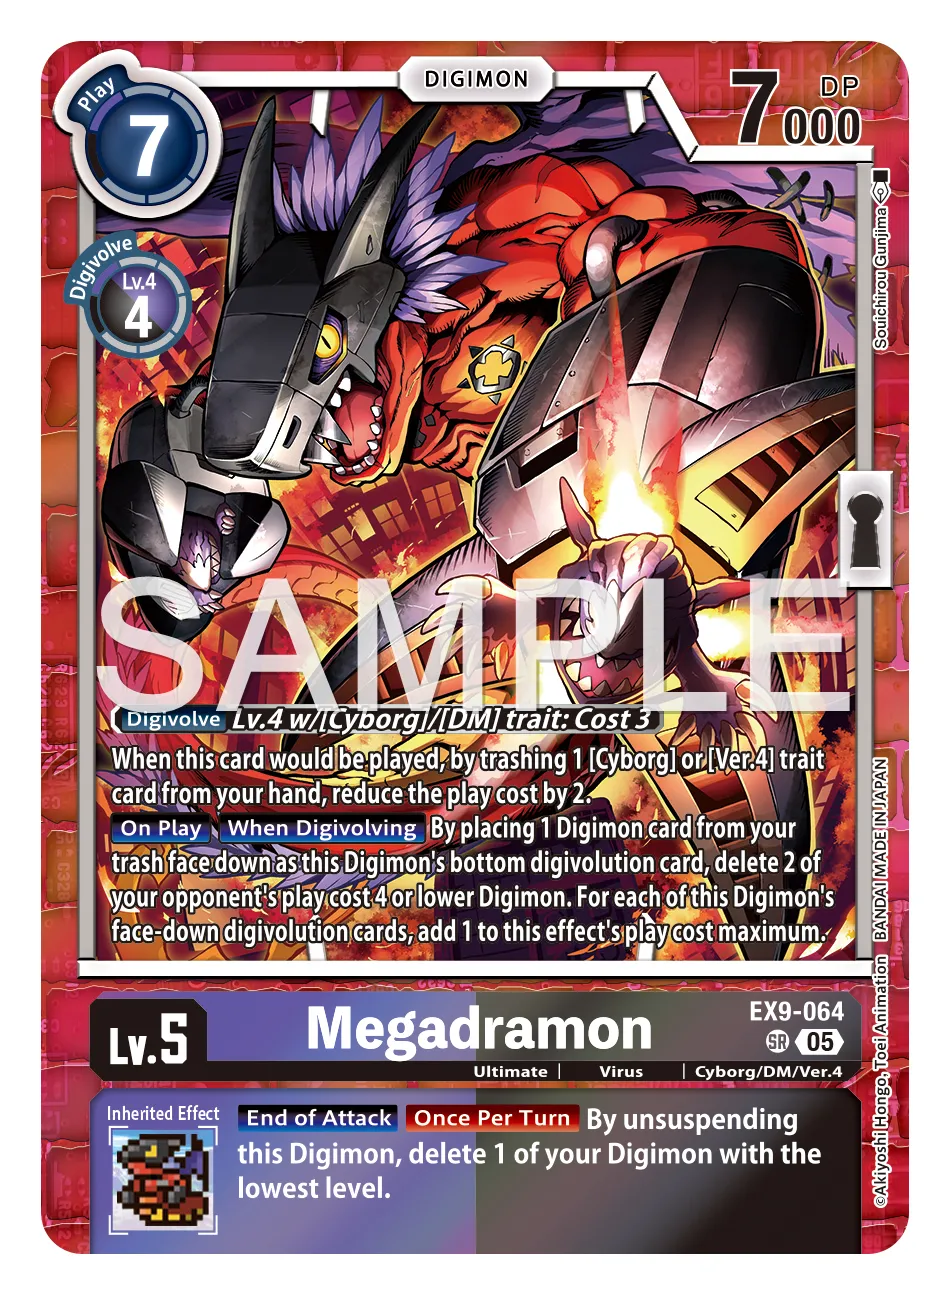 DIGIMON
Play
7
7000
DP
Digivolve
Lv.4
4
Souichirou Gunjima
SAMPLE
Digivolve Lv.4 w/[Cyborg]/[DM] trait: Cost 3
When this card would be played, by trashing 1 [Cyborg] or [Ver.4] trait
card from your hand, reduce the play cost by 2.
On Play When Digivolving By placing 1 Digimon card from your
trash face down as this Digimon's bottom digivolution card, delete 2 of
your opponent's play cost 4 or lower Digimon. For each of this Digimon's
face-down digivolution cards, add 1 to this effect's play cost maximum.
©Akiyoshi Hongo, Toei Animation BANDAI MADE IN JAPAN
Lv.5
Megadramon
EX9-064
SR 05
Ultimate | Virus | Cyborg/DM/Ver.4
Inherited Effect
End of Attack Once Per Turn By unsuspending
this Digimon, delete 1 of your Digimon with the
lowest level.